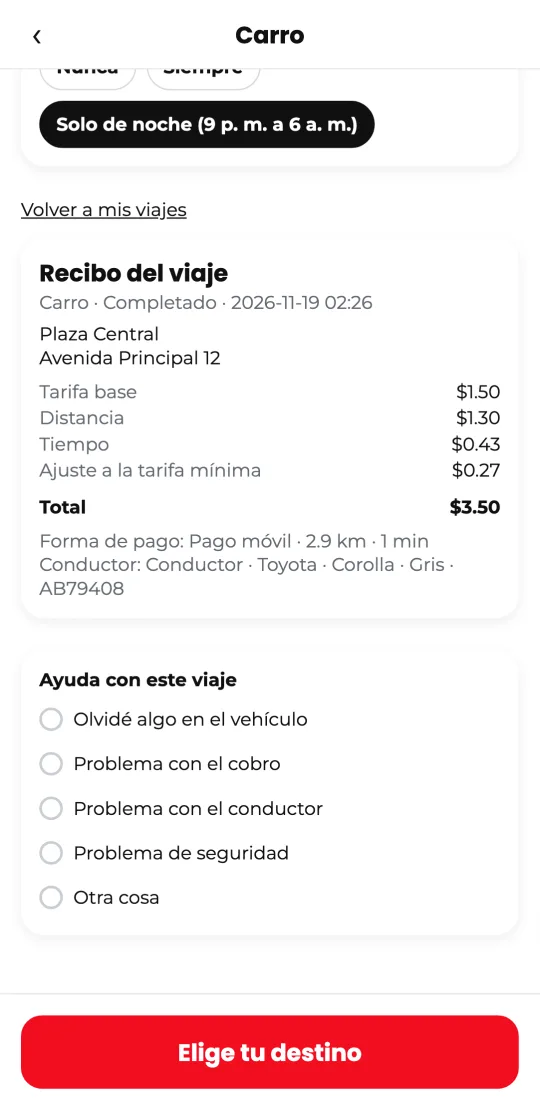 ‹ Carro
Nunca Siempre
Solo de noche (9 p. m. a 6 a. m.)
Volver a mis viajes
Recibo del viaje
Carro · Completado · 2026-11-19 02:26
Plaza Central
Avenida Principal 12
Tarifa base $1.50
Distancia $1.30
Tiempo $0.43
Ajuste a la tarifa mínima $0.27
Total $3.50
Forma de pago: Pago móvil · 2.9 km · 1 min
Conductor: Conductor · Toyota · Corolla · Gris ·
AB79408
Ayuda con este viaje
Olvidé algo en el vehículo
Problema con el cobro
Problema con el conductor
Problema de seguridad
Otra cosa
Elige tu destino